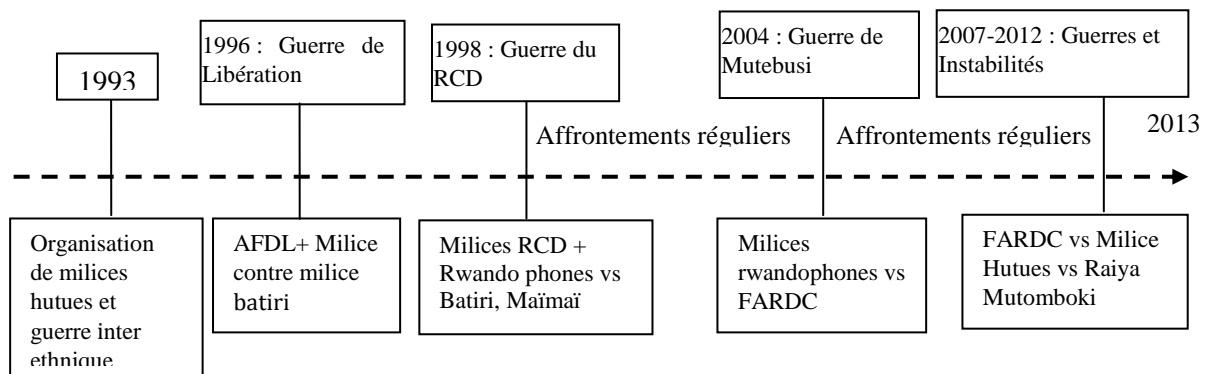 1993
1996 : Guerre de
Libération
1998 : Guerre du
RCD
2004 : Guerre de
Mutebusi
2007-2012 : Guerres et
Instabilités
Affrontements réguliers
Affrontements réguliers
2013
Organisation
de milices
hutues et
guerre inter
ethnique
AFDL+ Milice
contre milice
batiri
Milices RCD +
Rwando phones vs
Batiri, Maïmaï
Milices
rwandophones vs
FARDC
FARDC vs Milice
Hutues vs Raiya
Mutomboki